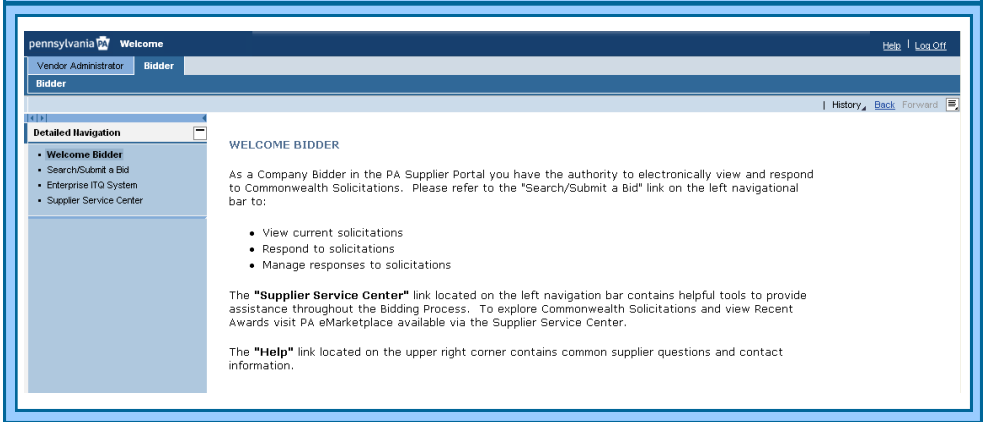 pennsylvania PA Welcome
Help | Log Off
Vendor Administrator Bidder
Bidder
| History Back Forward
Detailed Navigation
• Welcome Bidder
• Search/Submit a Bid
• Enterprise ITQ System
• Supplier Service Center
WELCOME BIDDER
As a Company Bidder in the PA Supplier Portal you have the authority to electronically view and respond
to Commonwealth Solicitations. Please refer to the "Search/Submit a Bid" link on the left navigational
bar to:
• View current solicitations
• Respond to solicitations
• Manage responses to solicitations
The "Supplier Service Center" link located on the left navigation bar contains helpful tools to provide
assistance throughout the Bidding Process. To explore Commonwealth Solicitations and view Recent
Awards visit PA eMarketplace available via the Supplier Service Center.
The "Help" link located on the upper right corner contains common supplier questions and contact
information.